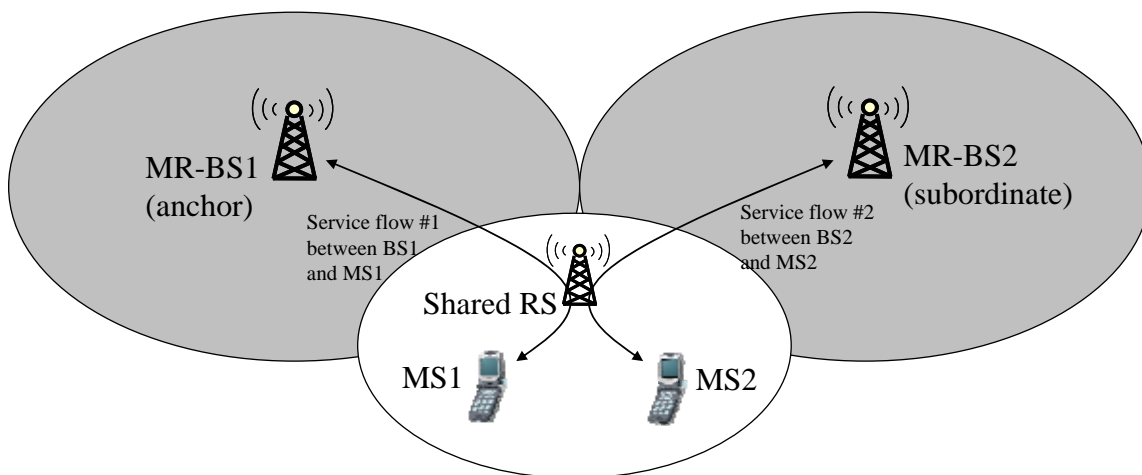 MR-BS1
(anchor)
MR-BS2
(subordinate)
Service flow #1
between BS1
and MS1
Service flow #2
between BS2
and MS2
Shared RS
MS1
MS2